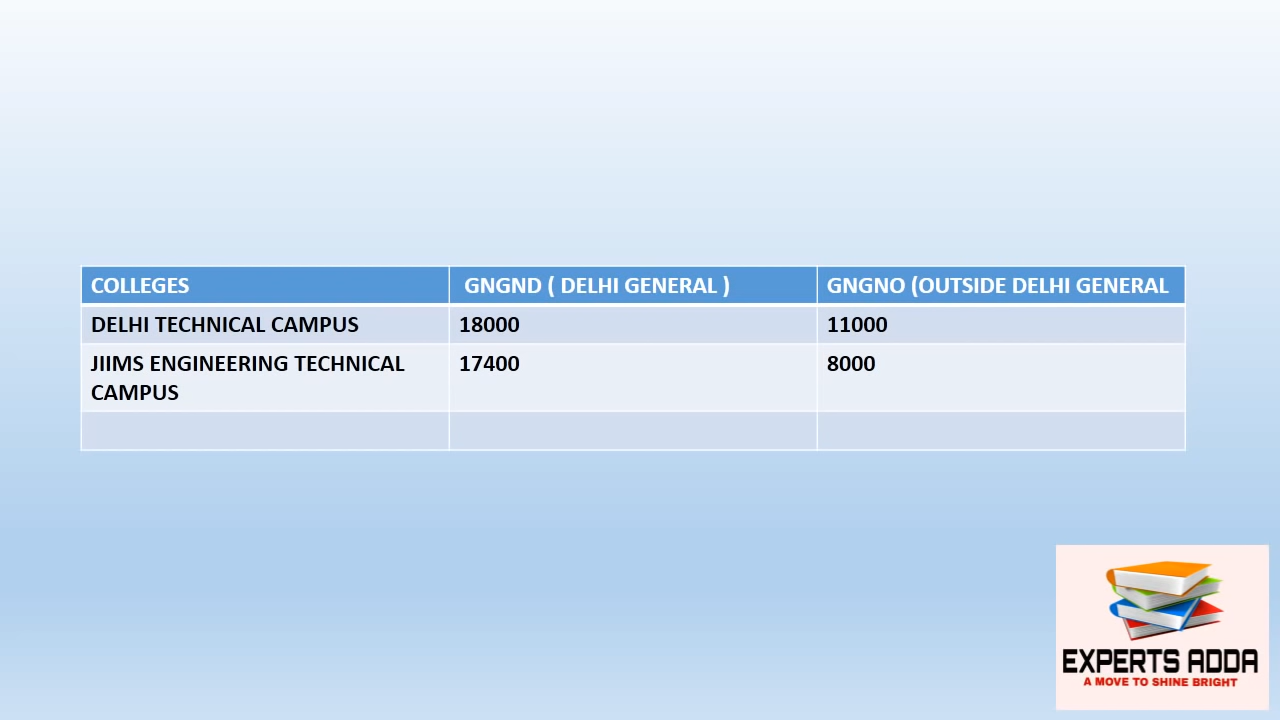 COLLEGES GNGND ( DELHI GENERAL ) GNGNO (OUTSIDE DELHI GENERAL
DELHI TECHNICAL CAMPUS 18000 11000
JIIMS ENGINEERING TECHNICAL 17400 8000
CAMPUS
EXPERTS ADDA
A MOVE TO SHINE BRIGHT